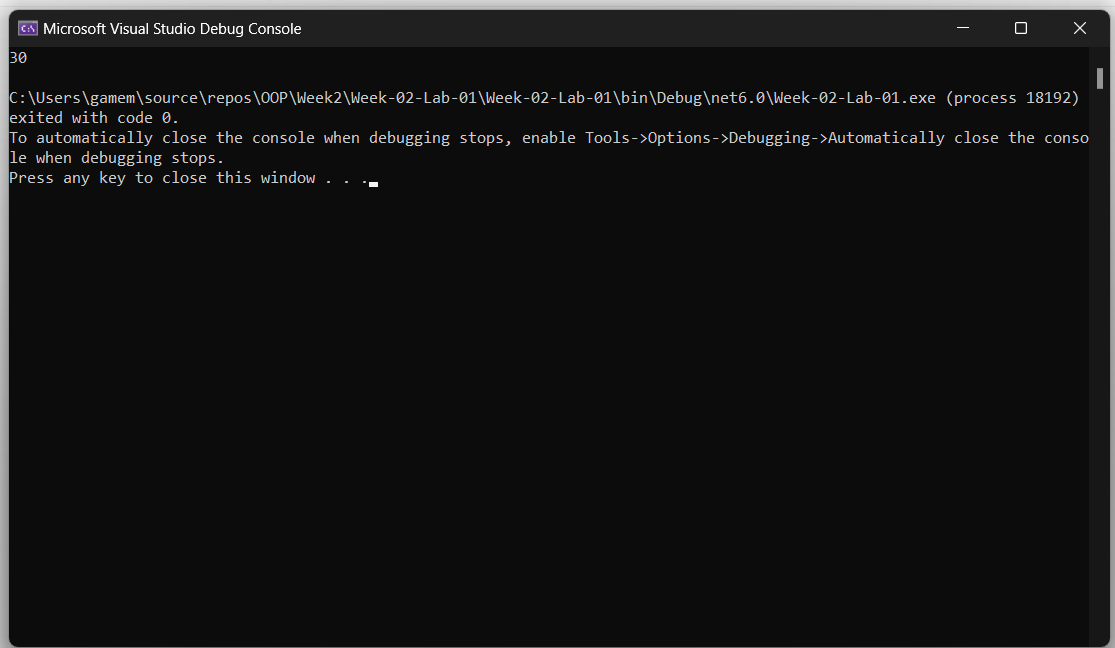 Microsoft Visual Studio Debug Console
30
C:\Users\gamem\source\repos\OOP\Week2\Week-02-Lab-01\Week-02-Lab-01\bin\Debug\net6.0\Week-02-Lab-01.exe (process 18192)
exited with code 0.
To automatically close the console when debugging stops, enable Tools->Options->Debugging->Automatically close the conso
le when debugging stops.
Press any key to close this window . . .